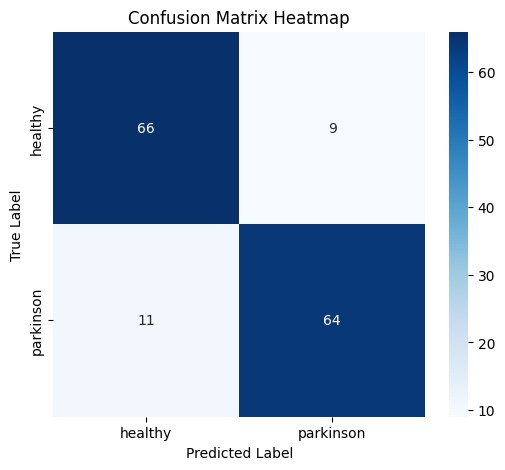 Confusion Matrix Heatmap
True Label
healthy
66
9
parkinson
11
64
healthy
parkinson
Predicted Label
60
50
40
30
20
10